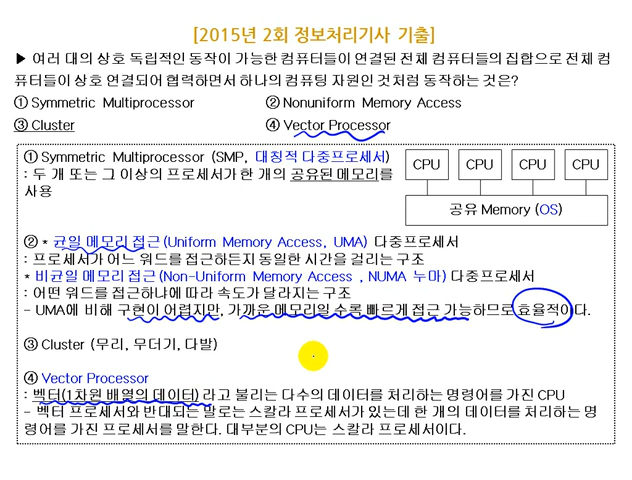 [2015년 2회 정보처리기사 기출]
▶ 여러 대의 상호 독립적인 동작이 가능한 컴퓨터들이 연결된 전체 컴퓨터들의 집합으로 전체 컴
퓨터들이 상호 연결되어 협력하면서 하나의 컴퓨팅 자원인 것처럼 동작하는 것은?
① Symmetric Multiprocessor ② Nonuniform Memory Access
③ Cluster ④ Vector Processor
① Symmetric Multiprocessor (SMP, 대칭적 다중프로세서)
: 두 개 또는 그 이상의 프로세서가 한 개의 공유된 메모리를
사용
CPU CPU CPU CPU
공유 Memory (OS)
② * 균일 메모리 접근(Uniform Memory Access, UMA) 다중프로세서
: 프로세서가 어느 워드를 접근하든지 동일한 시간을 걸리는 구조
* 비균일 메모리 접근(Non-Uniform Memory Access , NUMA 누마) 다중프로세서
: 어떤 워드를 접근하냐에 따라 속도가 달라지는 구조
- UMA에 비해 구현이 어렵지만, 가까운 메모리일 수록 빠르게 접근 가능하므로 효율적이다.
③ Cluster (무리, 무더기, 다발)
④ Vector Processor
: 벡터(1차원 배열의 데이터) 라고 불리는 다수의 데이터를 처리하는 명령어를 가진 CPU
- 벡터 프로세서와 반대되는 말로는 스칼라 프로세서가 있는데 한 개의 데이터를 처리하는 명
령어를 가진 프로세서를 말한다. 대부분의 CPU는 스칼라 프로세서이다.